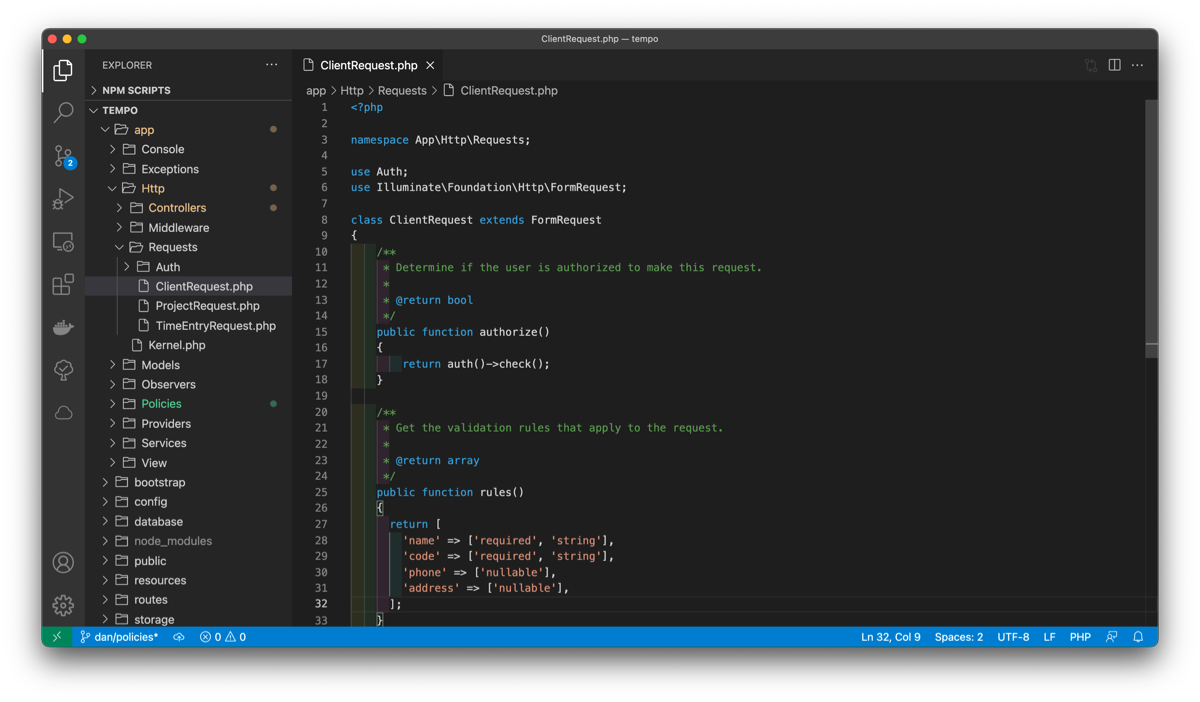 ClientRequest.php — tempo
EXPLORER
NPM SCRIPTS
TEMPO
app
Console
Exceptions
Http
Controllers
Middleware
Requests
Auth
ClientRequest.php
ProjectRequest.php
TimeEntryRequest.php
Kernel.php
Models
Observers
Policies
Providers
Services
View
bootstrap
config
database
node_modules
public
resources
routes
storage
2
ClientRequest.php
app > Http > Requests > ClientRequest.php
1 <?php
2
3 namespace App\Http\Requests;
4
5 use Auth;
6 use Illuminate\Foundation\Http\FormRequest;
7
8 class ClientRequest extends FormRequest
9 {
10 /**
11 * Determine if the user is authorized to make this request.
12 *
13 * @return bool
14 */
15 public function authorize()
16 {
17 return auth()->check();
18 }
19
20 /**
21 * Get the validation rules that apply to the request.
22 *
23 * @return array
24 */
25 public function rules()
26 {
27 return [
28 'name' => ['required', 'string'],
29 'code' => ['required', 'string'],
30 'phone' => ['nullable'],
31 'address' => ['nullable'],
32 ];
33 }
dan/policies* 0 0 Ln 32, Col 9 Spaces: 2 UTF-8 LF PHP